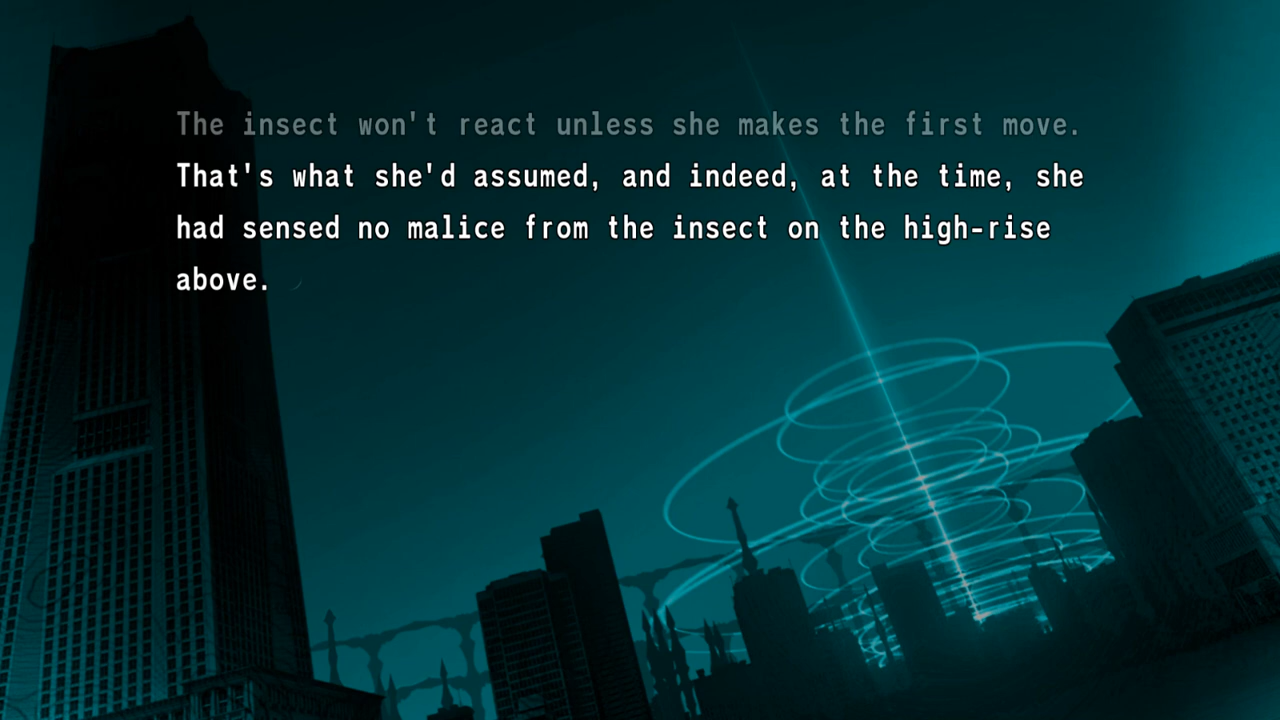 The insect won't react unless she makes the first move.
That's what she'd assumed, and indeed, at the time, she
had sensed no malice from the insect on the high-rise
above.